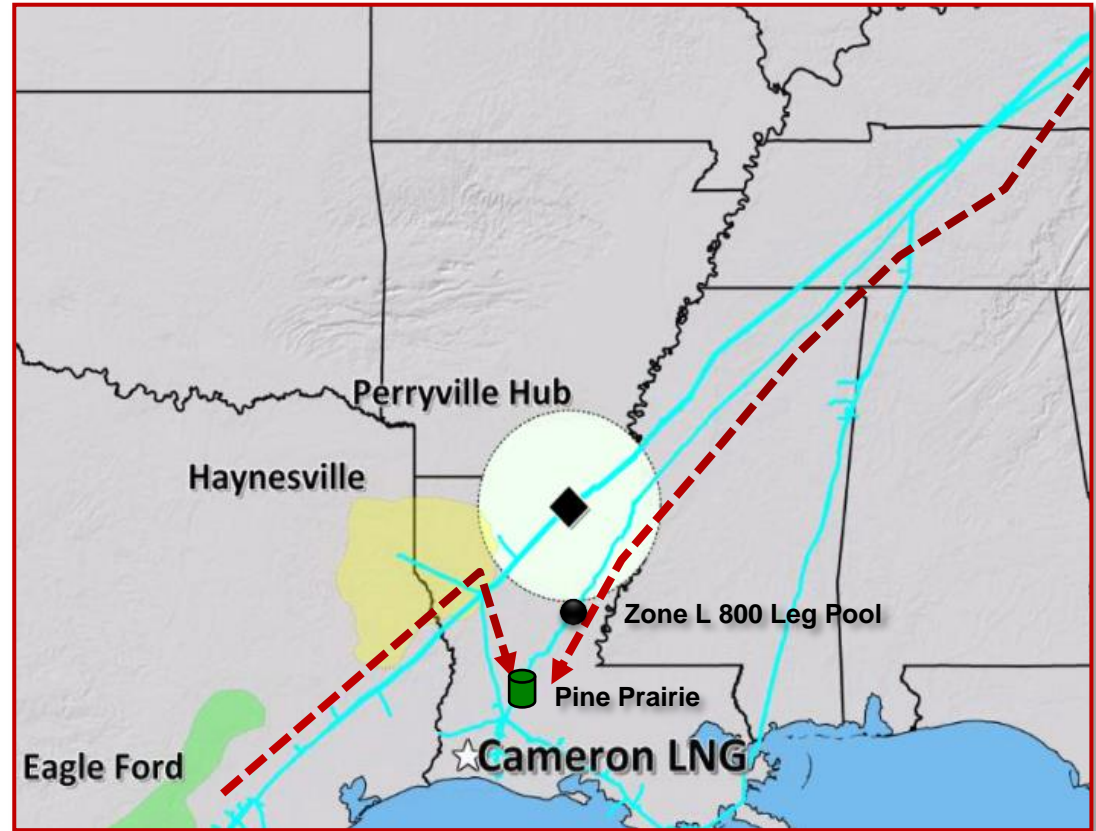 Perryville Hub
Haynesville
Zone L 800 Leg Pool
Pine Prairie
Cameron LNG
Eagle Ford